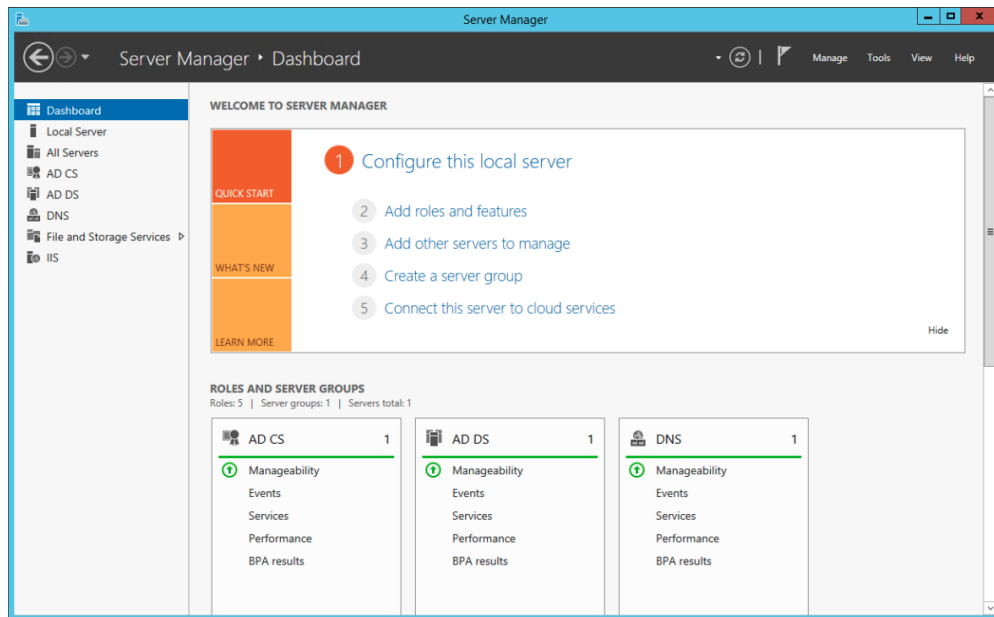 Server Manager
Server Manager ‣ Dashboard
Manage Tools View Help
Dashboard
Local Server
All Servers
AD CS
AD DS
DNS
File and Storage Services
IIS
WELCOME TO SERVER MANAGER
QUICK START
WHAT'S NEW
LEARN MORE
1 Configure this local server
2 Add roles and features
3 Add other servers to manage
4 Create a server group
5 Connect this server to cloud services
Hide
ROLES AND SERVER GROUPS
Roles: 5 | Server groups: 1 | Servers total: 1
AD CS 1
Manageability
Events
Services
Performance
BPA results
AD DS 1
Manageability
Events
Services
Performance
BPA results
DNS 1
Manageability
Events
Services
Performance
BPA results